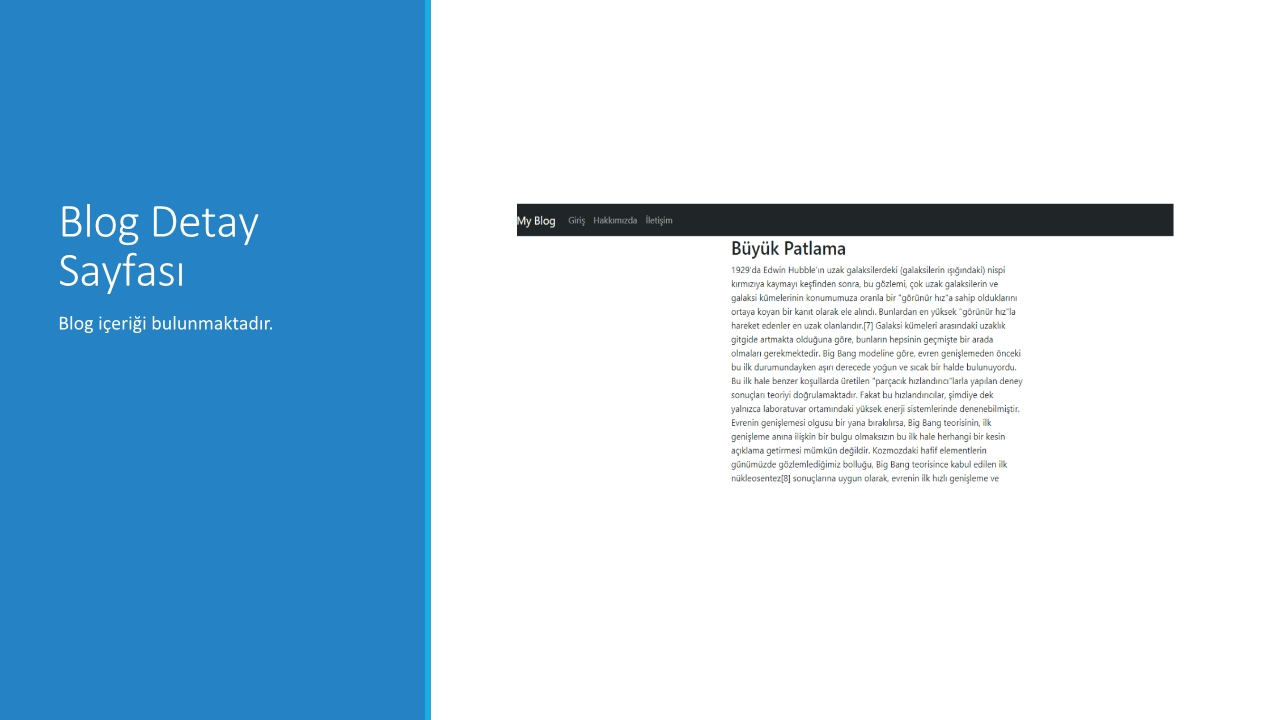 Blog Detay
Sayfası
Blog içeriği bulunmaktadır.
My Blog Giriş Hakkımızda İletişim
Büyük Patlama
1929'da Edwin Hubble'ın uzak galaksilerdeki (galaksilerin ışığındaki) nispi
kırmızıya kaymayı keşfinden sonra, bu gözlemi, çok uzak galaksilerin ve
galaksi kümelerinin konumumuza oranla bir "görünür hız"a sahip olduklarını
ortaya koyan bir kanıt olarak ele alındı. Bunlardan en yüksek "görünür hız"la
hareket edenler en uzak olanlarıdır.[7] Galaksi kümeleri arasındaki uzaklık
gitgide artmakta olduğuna göre, bunların hepsinin geçmişte bir arada
olmaları gerekmektedir. Big Bang modeline göre, evren genişlemeden önceki
bu ilk durumundayken aşırı derecede yoğun ve sıcak bir halde bulunuyordu.
Bu ilk hale benzer koşullarda üretilen "parçacık hızlandırıcı"larla yapılan deney
sonuçları teoriyi doğrulamaktadır. Fakat bu hızlandırıcılar, şimdiye dek
yalnızca laboratuvar ortamındaki yüksek enerji sistemlerinde denenebilmiştir.
Evrenin genişlemesi olgusu bir yana bırakılırsa, Big Bang teorisinin, ilk
genişleme anına ilişkin bir bulgu olmaksızın bu ilk hale herhangi bir kesin
açıklama getirmesi mümkün değildir. Kozmozdaki hafif elementlerin
günümüzde gözlemlediğimiz bolluğu, Big Bang teorisince kabul edilen ilk
nükleosentez[8] sonuçlarına uygun olarak, evrenin ilk hızlı genişleme ve